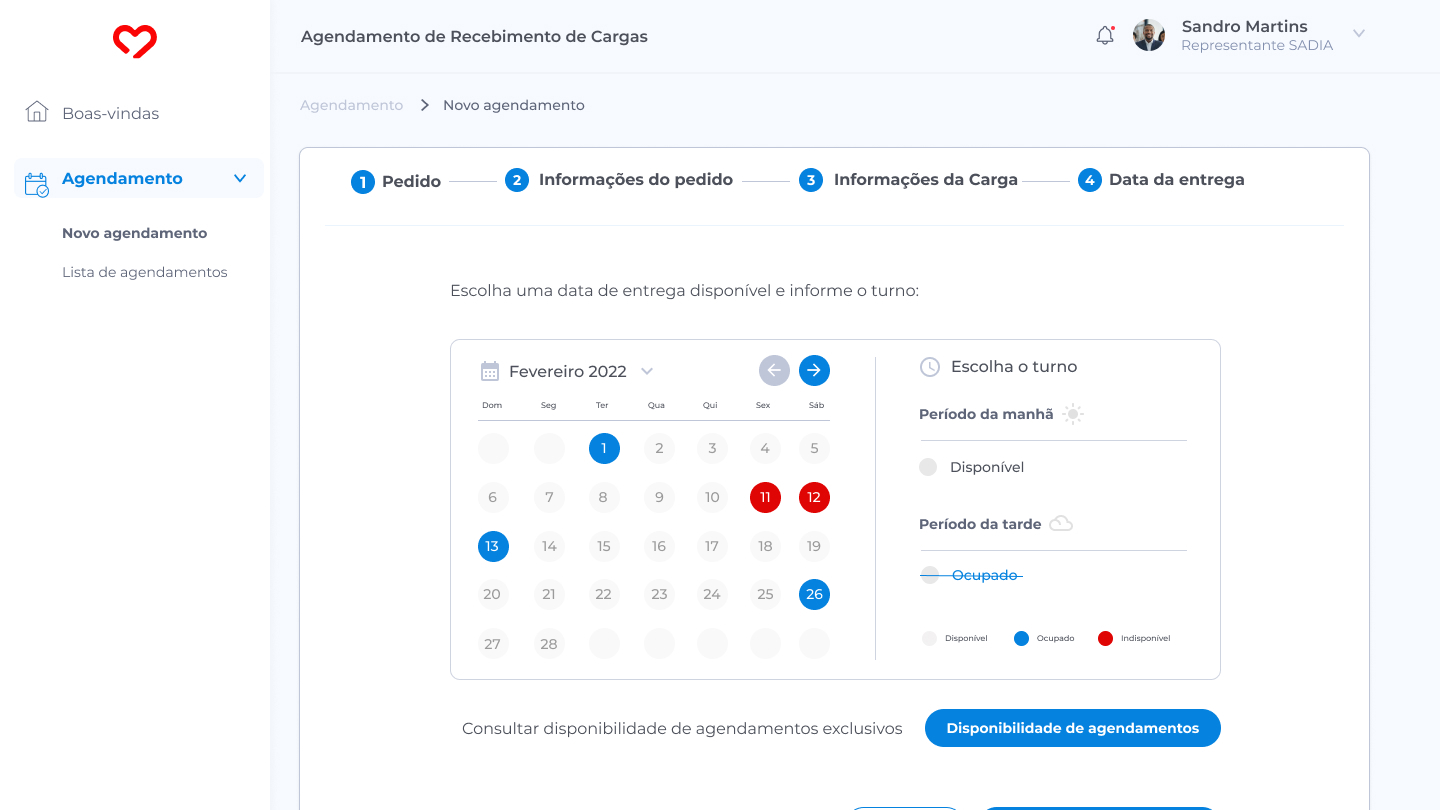 Agendamento de Recebimento de Cargas
Sandro Martins
Representante SADIA
Boas-vindas
Agendamento
Novo agendamento
Lista de agendamentos
Agendamento
Novo agendamento
1 Pedido 2 Informações do pedido 3 Informações da Carga 4 Data da entrega
Escolha uma data de entrega disponível e informe o turno:
Fevereiro 2022
Dom Seg Ter Qua Qui Sex Sáb
1 2 3 4 5
6 7 8 9 10 11 12
13 14 15 16 17 18 19
20 21 22 23 24 25 26
27 28
Escolha o turno
Período da manhã
Disponível
Período da tarde
Ocupado
Disponível Ocupado Indisponível
Consultar disponibilidade de agendamentos exclusivos
Disponibilidade de agendamentos